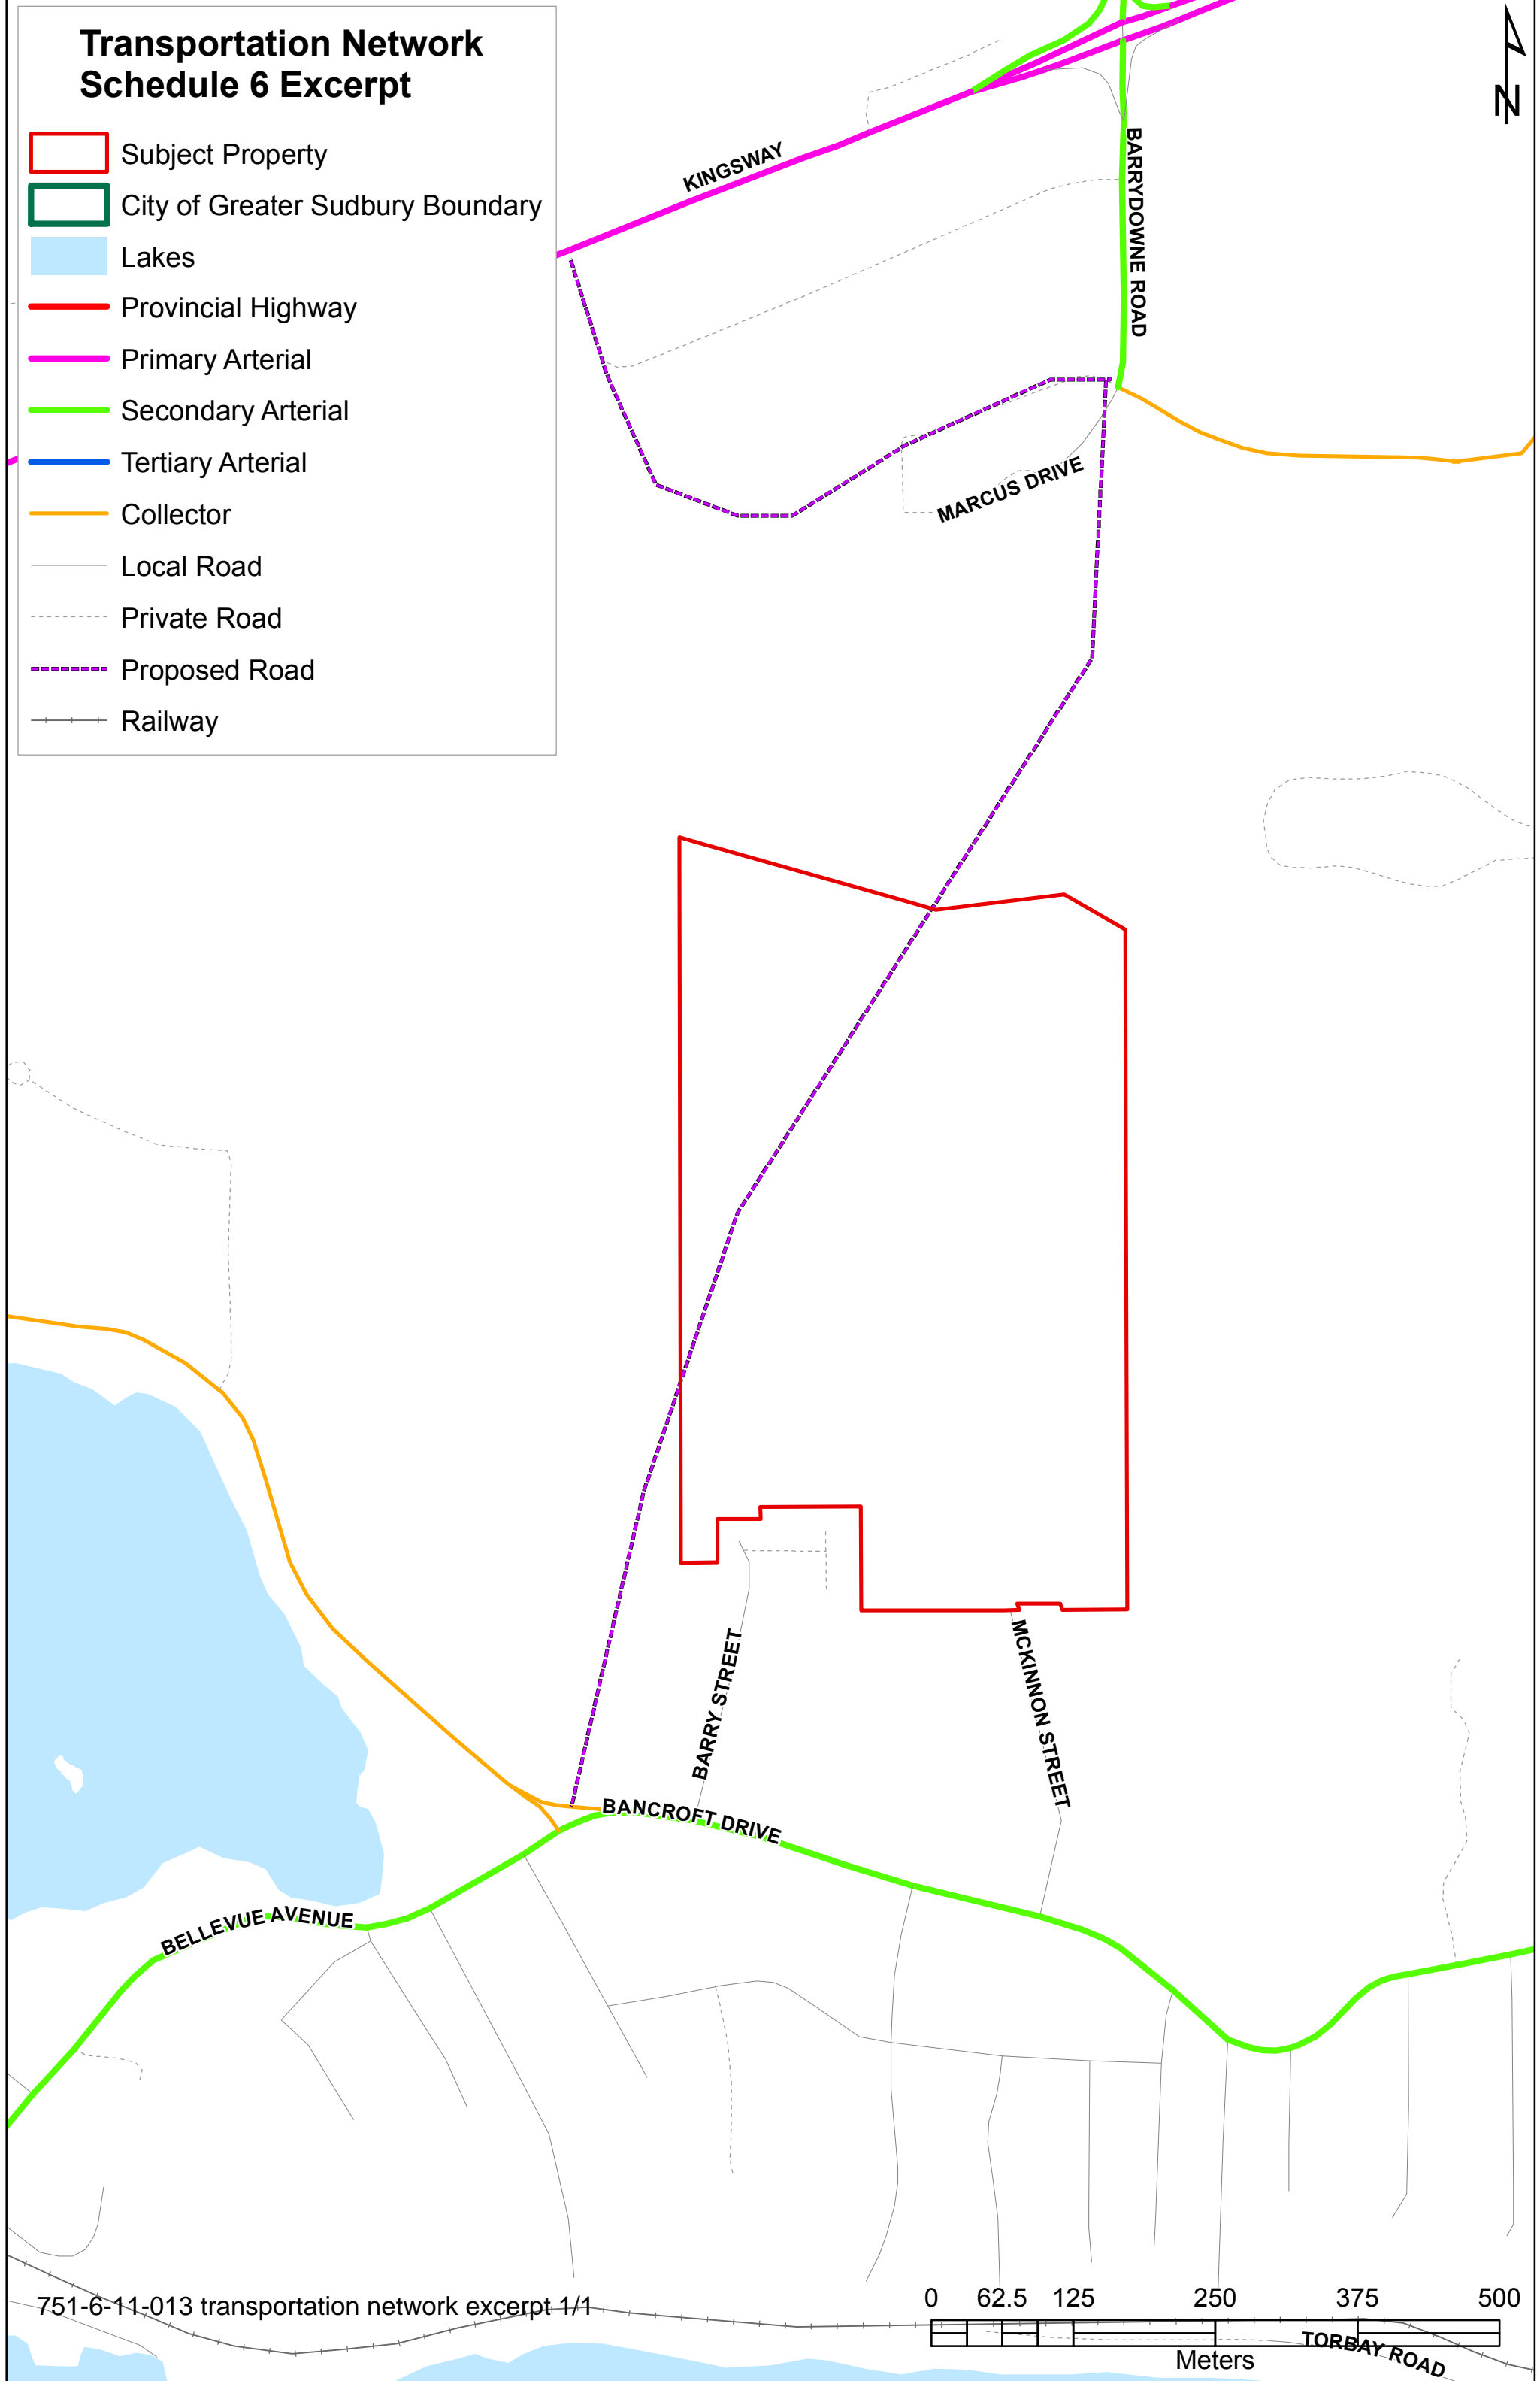 Transportation Network
Schedule 6 Excerpt
Subject Property
City of Greater Sudbury Boundary
Lakes
Provincial Highway
Primary Arterial
Secondary Arterial
Tertiary Arterial
Collector
Local Road
Private Road
Proposed Road
Railway
N
KINGSWAY
BARRYDOWNE ROAD
MARCUS DRIVE
BARRY STREET
MCKINNON STREET
BANCROFT DRIVE
BELLEVUE AVENUE
751-6-11-013 transportation network excerpt 1/1
0 62.5 125 250 375 500
Meters
TORBAY ROAD